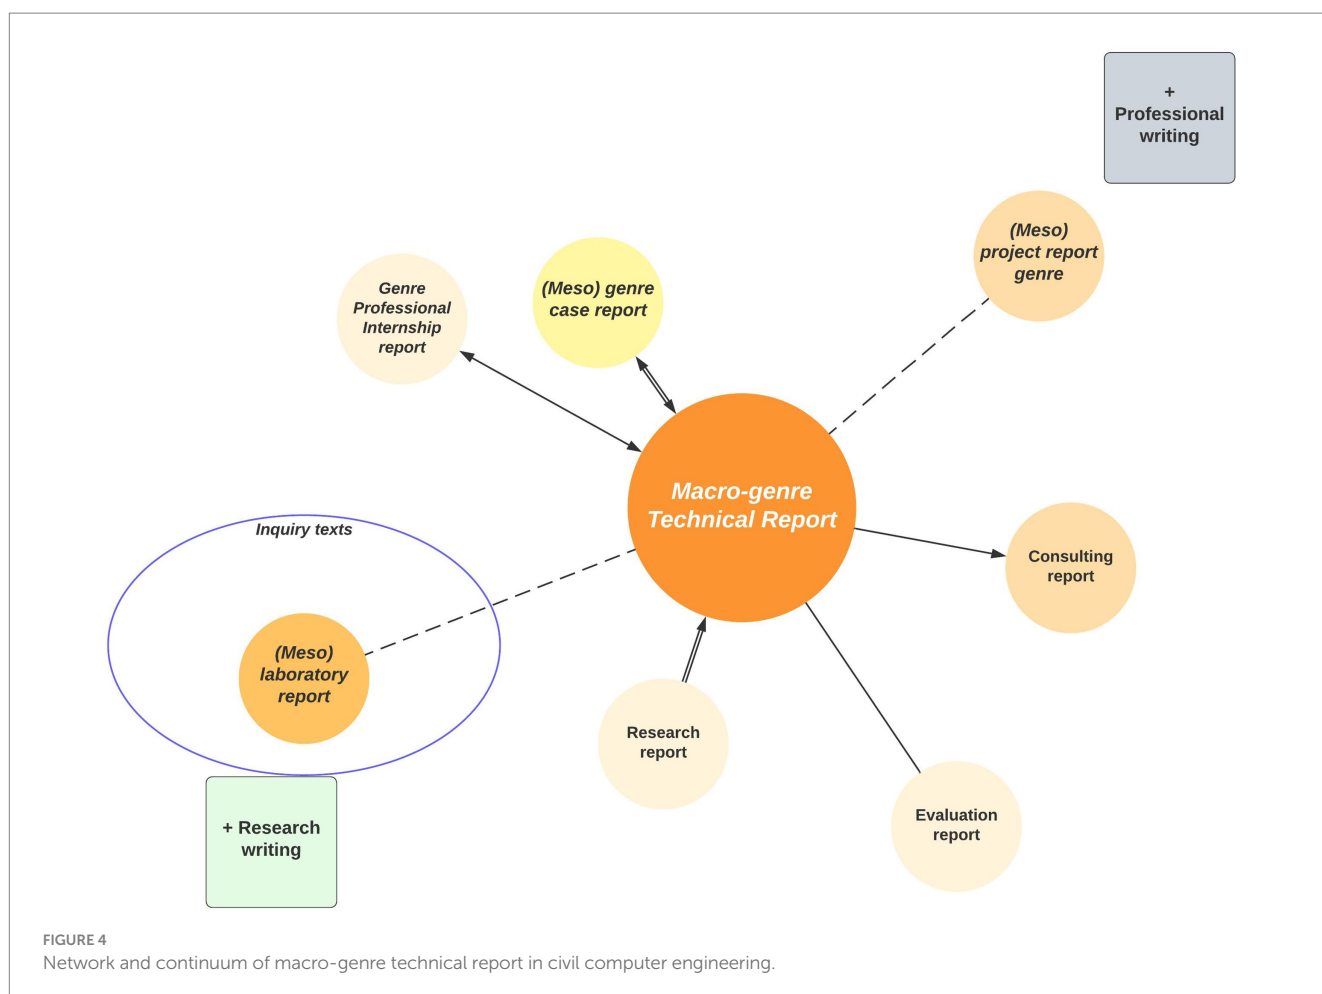 +
Professional
writing
(Meso)
project report
genre
(Meso) genre
case report
Genre
Professional
Internship
report
Macro-genre
Technical Report
Inquiry texts
Consulting
report
(Meso)
laboratory
report
Research
report
Evaluation
report
+ Research
writing
FIGURE 4
Network and continuum of macro-genre technical report in civil computer engineering.